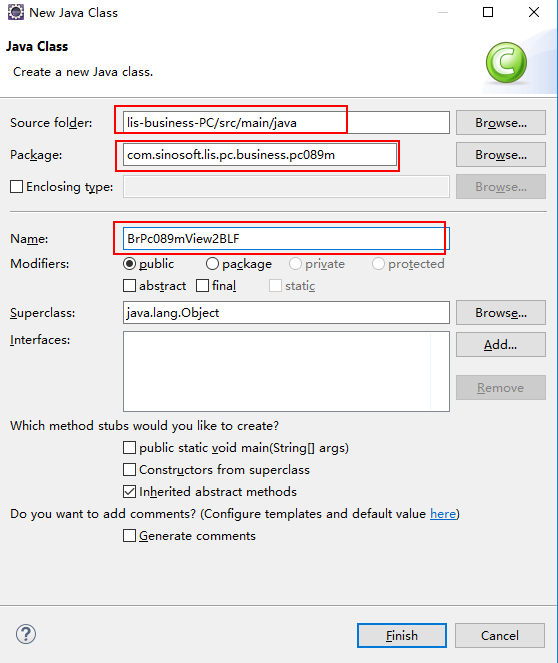 New Java Class
Java Class
Create a new Java class.
Source folder: lis-business-PC/src/main/java Browse...
Package: com.sinosoft.lis.pc.business.pc089m Browse...
Enclosing type: Browse...
Name: BrPc089mView2BLF
Modifiers: public package private protected
abstract final static
Superclass: java.lang.Object Browse...
Interfaces: Add...
Remove
Which method stubs would you like to create?
public static void main(String[] args)
Constructors from superclass
Inherited abstract methods
Do you want to add comments? (Configure templates and default value here)
Generate comments
? Finish Cancel